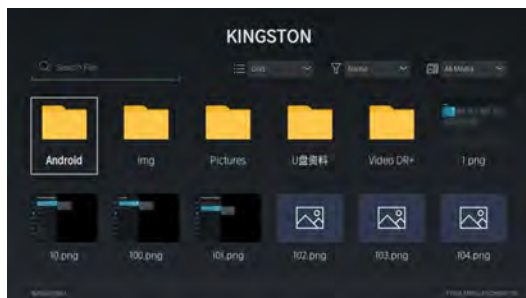 KINGSTON
Search File
Name
All Media
Android
Img
Pictures
U盘资料
Video DR+
1.png
10.png
100.png
101.png
102.png
103.png
104.png